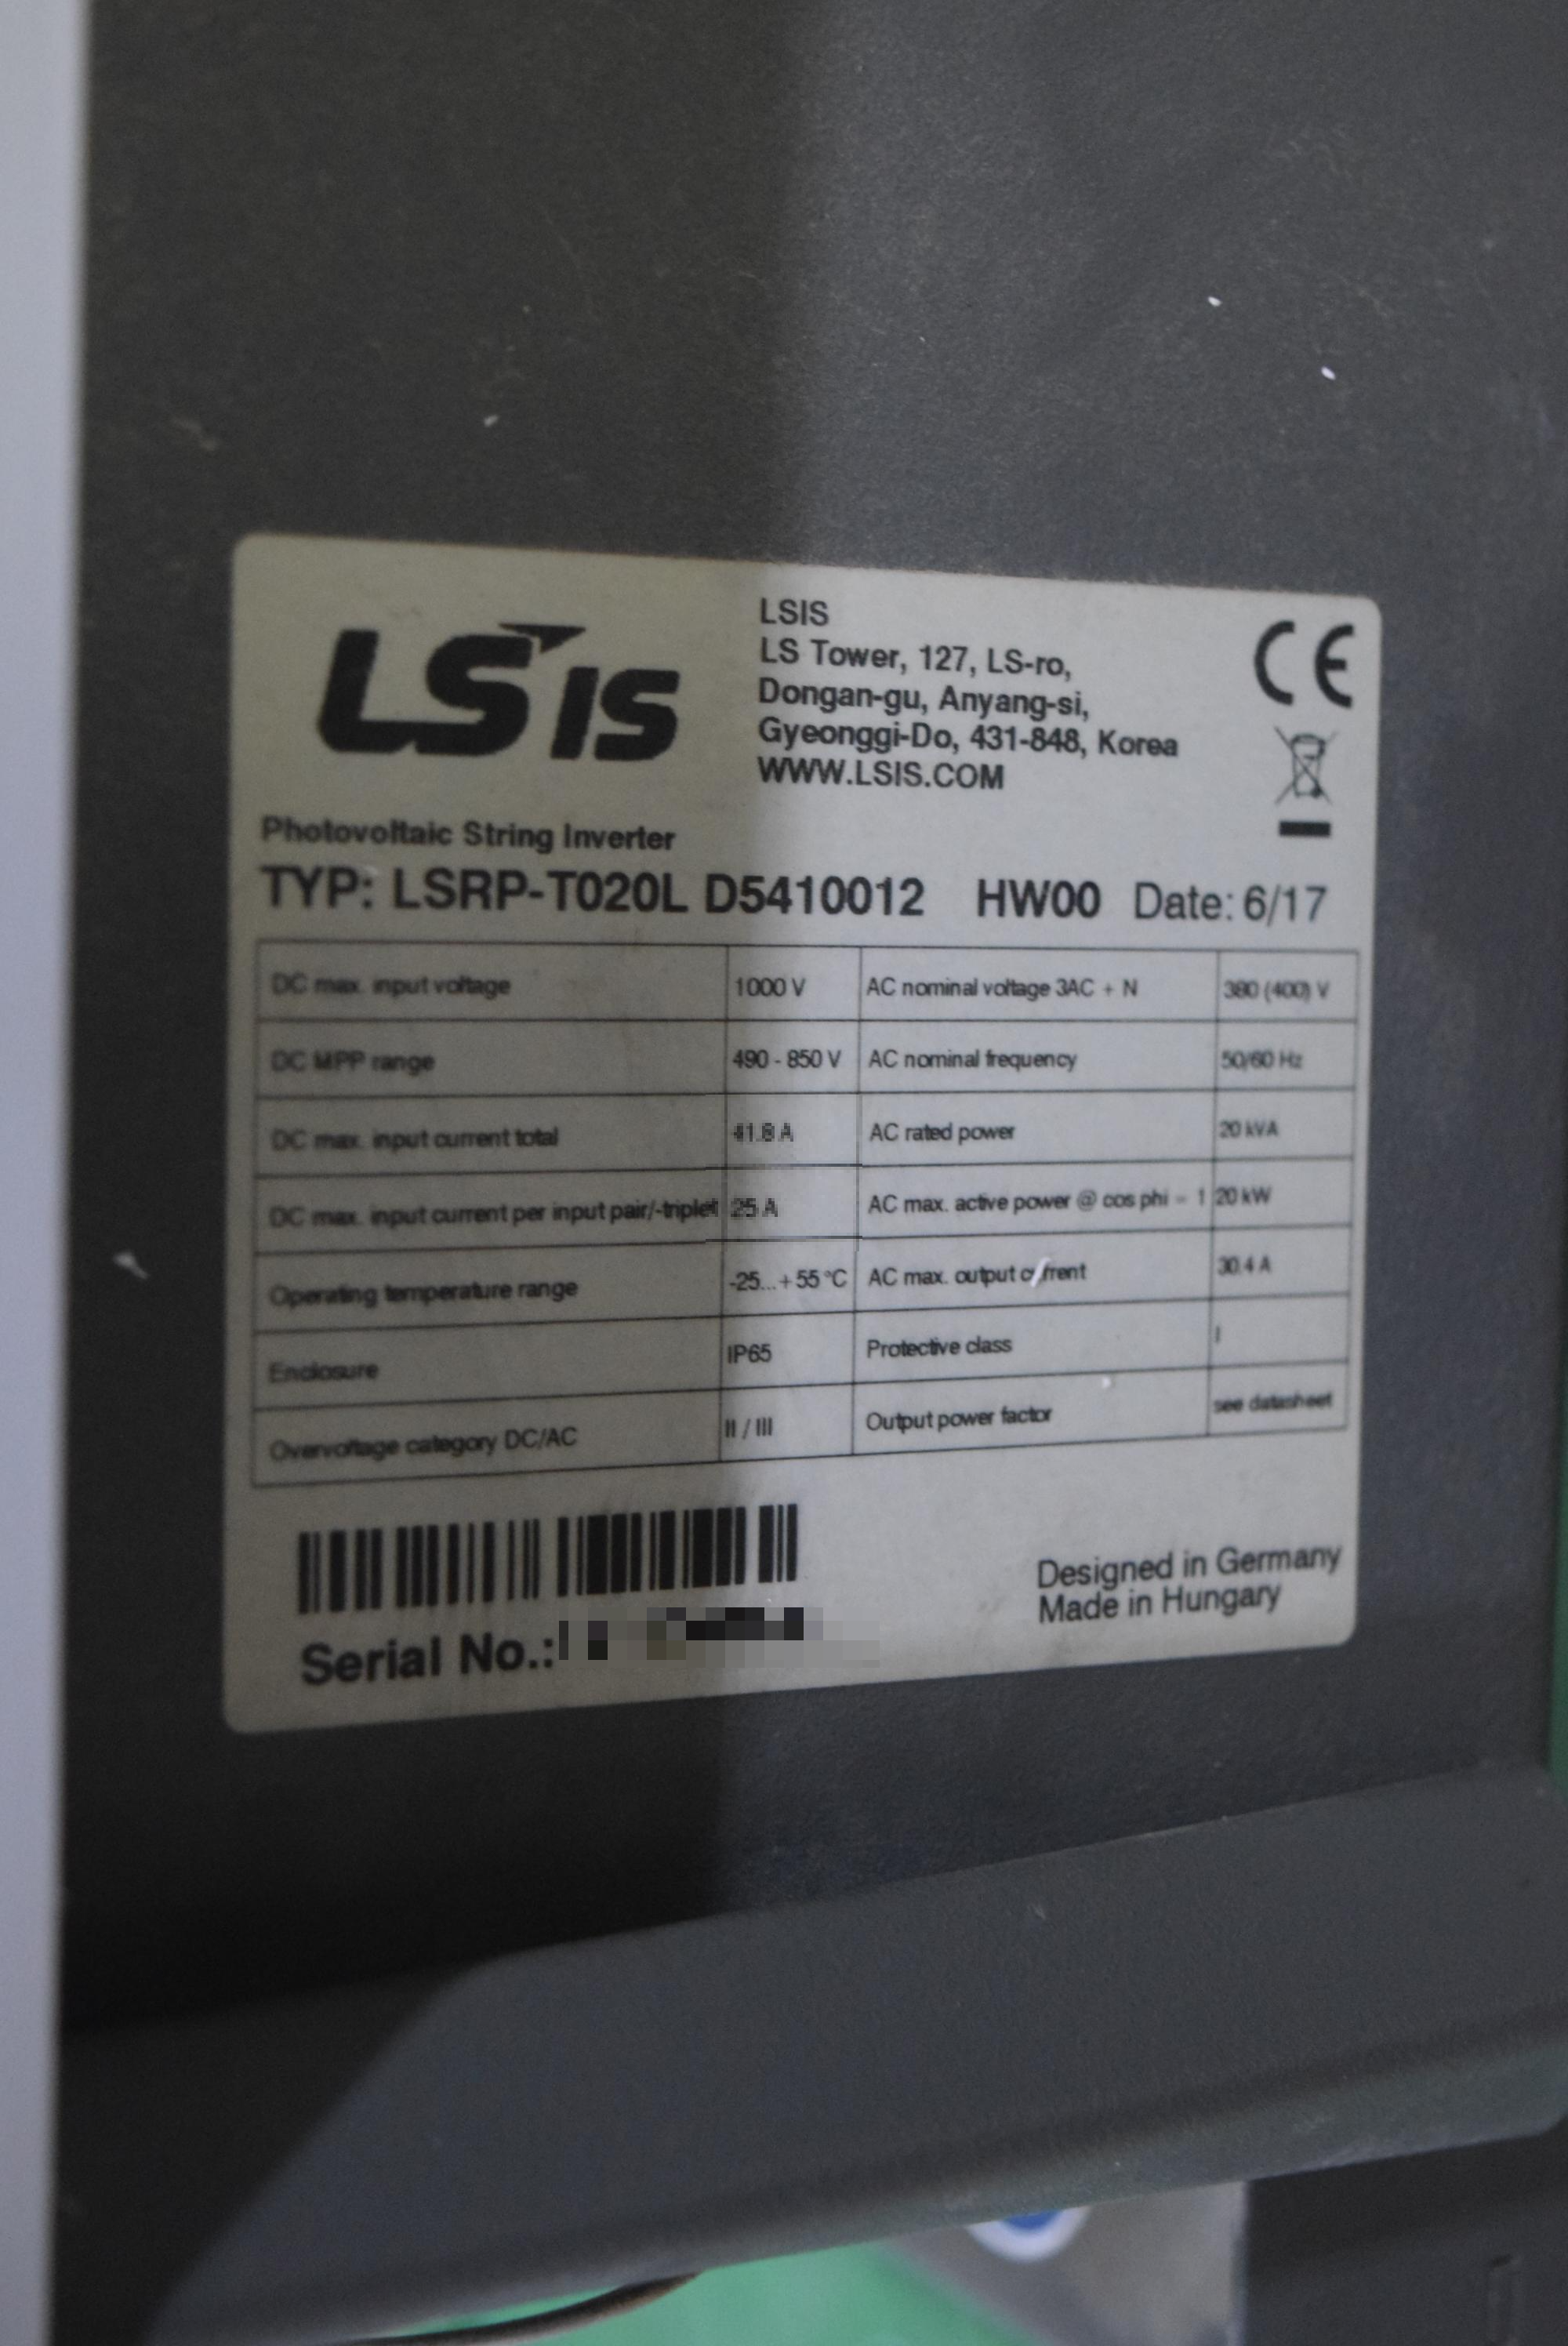 LS IS
LSIS
LS Tower, 127, LS-ro,
Dongan-gu, Anyang-si,
Gyeonggi-Do, 431-848, Korea
WWW.LSIS.COM
CE
Photovoltaic String Inverter
TYP: LSRP-T020L D5410012 HW00 Date: 6/17
DC max. input voltage 1000 V AC nominal voltage 3AC + N 380 (400) V
DC MPP range 490 - 850 V AC nominal frequency 50/60 Hz
DC max. input current total 41.8 A AC rated power 20 kVA
DC max. input current per input pair/-triplet 25 A AC max. active power @ cos phi = 1 20 kW
Operating temperature range -25...+55 °C AC max. output current 30.4 A
Enclosure IP65 Protective class I
Overvoltage category DC/AC II / III Output power factor see datasheet
Designed in Germany
Made in Hungary
Serial No.: